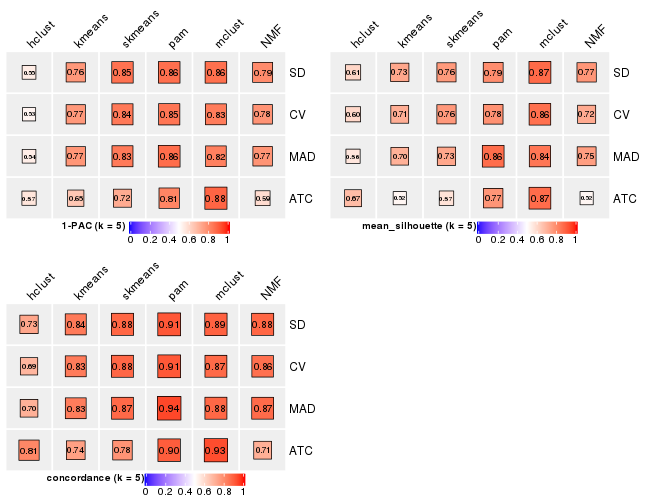 hclust kmeans skmeans pam mclust NMF
0.55 0.76 0.85 0.86 0.86 0.79 SD
0.53 0.77 0.84 0.85 0.83 0.78 CV
0.54 0.77 0.83 0.86 0.82 0.77 MAD
0.57 0.65 0.72 0.81 0.88 0.59 ATC
1-PAC (k = 5)
0 0.2 0.4 0.6 0.8 1
hclust kmeans skmeans pam mclust NMF
0.61 0.73 0.76 0.79 0.87 0.77 SD
0.60 0.71 0.76 0.78 0.86 0.72 CV
0.56 0.70 0.73 0.86 0.84 0.75 MAD
0.67 0.52 0.57 0.77 0.87 0.52 ATC
mean_silhouette (k = 5)
0 0.2 0.4 0.6 0.8 1
hclust kmeans skmeans pam mclust NMF
0.73 0.84 0.88 0.91 0.89 0.88 SD
0.69 0.83 0.88 0.91 0.87 0.86 CV
0.70 0.83 0.87 0.94 0.88 0.87 MAD
0.81 0.74 0.78 0.90 0.93 0.71 ATC
concordance (k = 5)
0 0.2 0.4 0.6 0.8 1